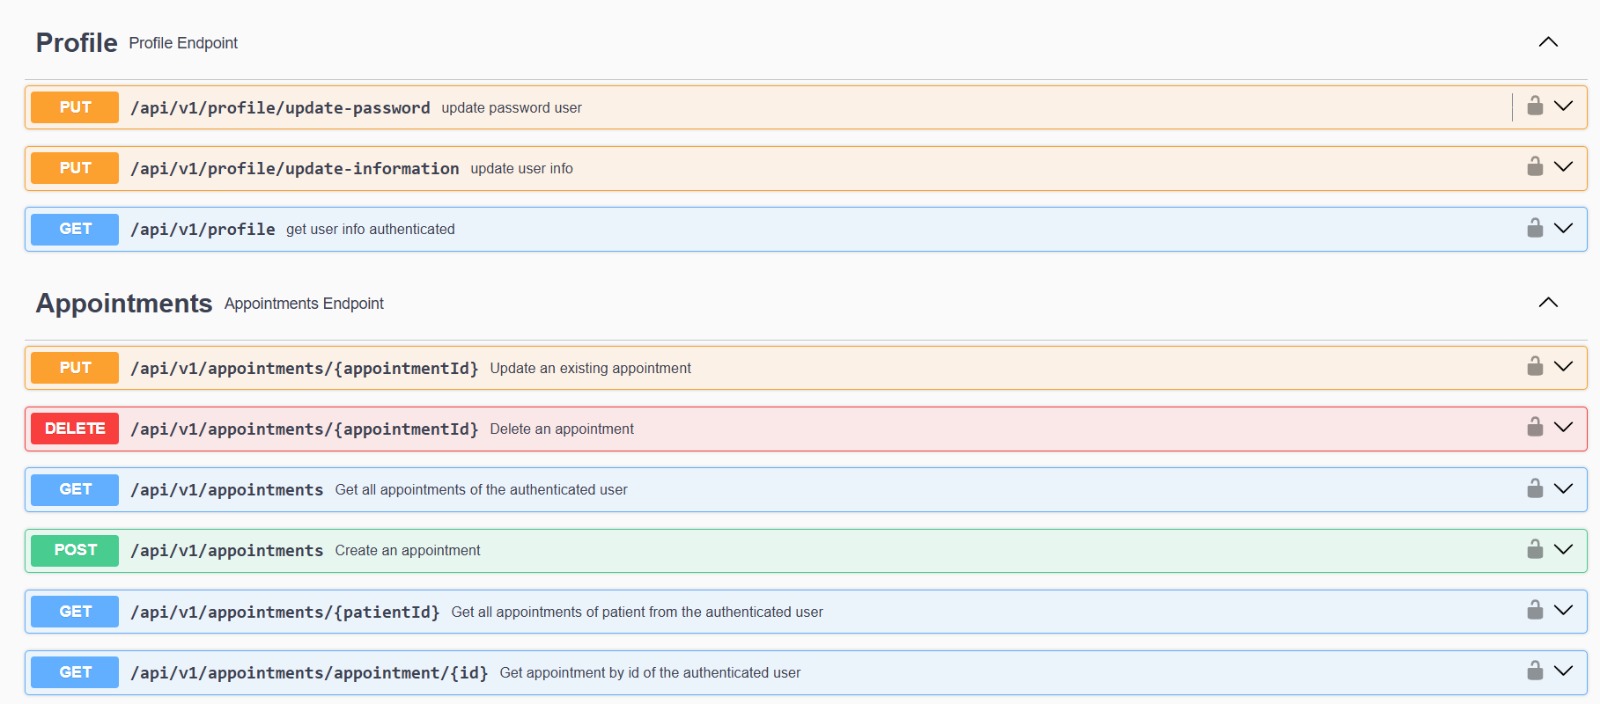 Profile Profile Endpoint
PUT /api/v1/profile/update-password update password user
PUT /api/v1/profile/update-information update user info
GET /api/v1/profile get user info authenticated
Appointments Appointments Endpoint
PUT /api/v1/appointments/{appointmentId} Update an existing appointment
DELETE /api/v1/appointments/{appointmentId} Delete an appointment
GET /api/v1/appointments Get all appointments of the authenticated user
POST /api/v1/appointments Create an appointment
GET /api/v1/appointments/{patientId} Get all appointments of patient from the authenticated user
GET /api/v1/appointments/appointment/{id} Get appointment by id of the authenticated user